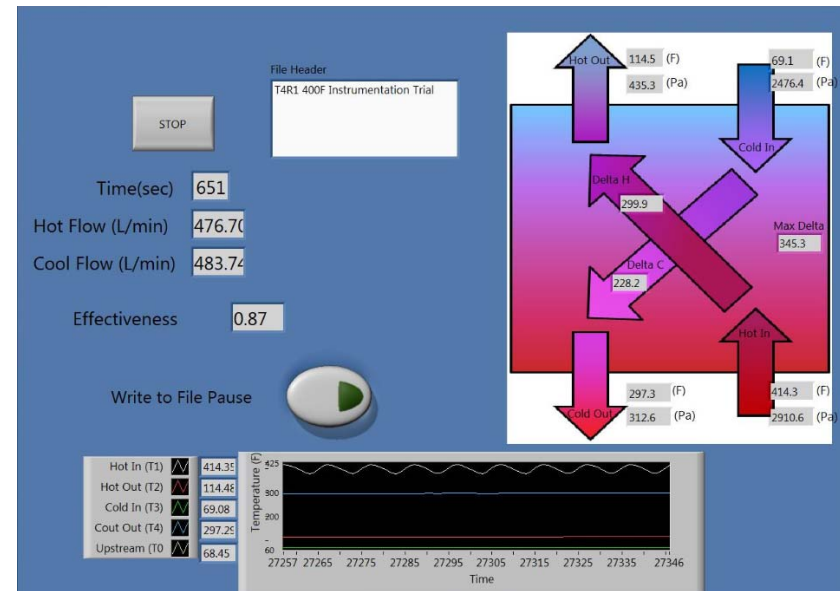 File Header
T4R1 400F Instrumentation Trial
STOP
Time(sec) 651
Hot Flow (L/min) 476.70
Cool Flow (L/min) 483.74
Effectiveness 0.87
Write to File Pause
Hot Out 114.5 (F)
435.3 (Pa)
69.1 (F)
2476.4 (Pa)
Cold In
Delta H
299.9
Max Delta
345.3
Delta C
228.2
Hot In
297.3 (F)
Cold Out 312.6 (Pa)
414.3 (F)
2910.6 (Pa)
Hot In (T1) 414.35
Hot Out (T2) 114.48
Cold In (T3) 69.08
Cout Out (T4) 297.29
Upstream (T0 68.45
Temperature (F)
425
300
200
-
60
27257 27265 27275 27285 27295 27305 27315 27325 27335 27346
Time